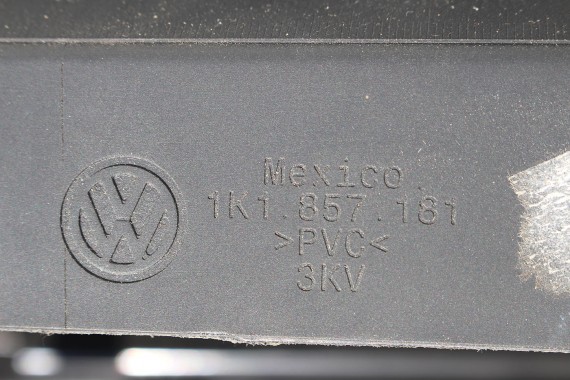 Mexico
1K1.857.181
>PVC<
3KV